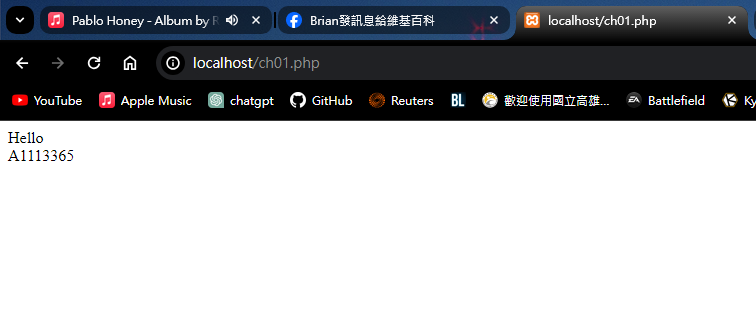 Pablo Honey - Album by R
Brian發訊息給維基百科
localhost/ch01.php
localhost/ch01.php
YouTube
Apple Music
chatgpt
GitHub
Reuters
BL
歡迎使用國立高雄...
EA
Battlefield
Ky
Hello
A1113365